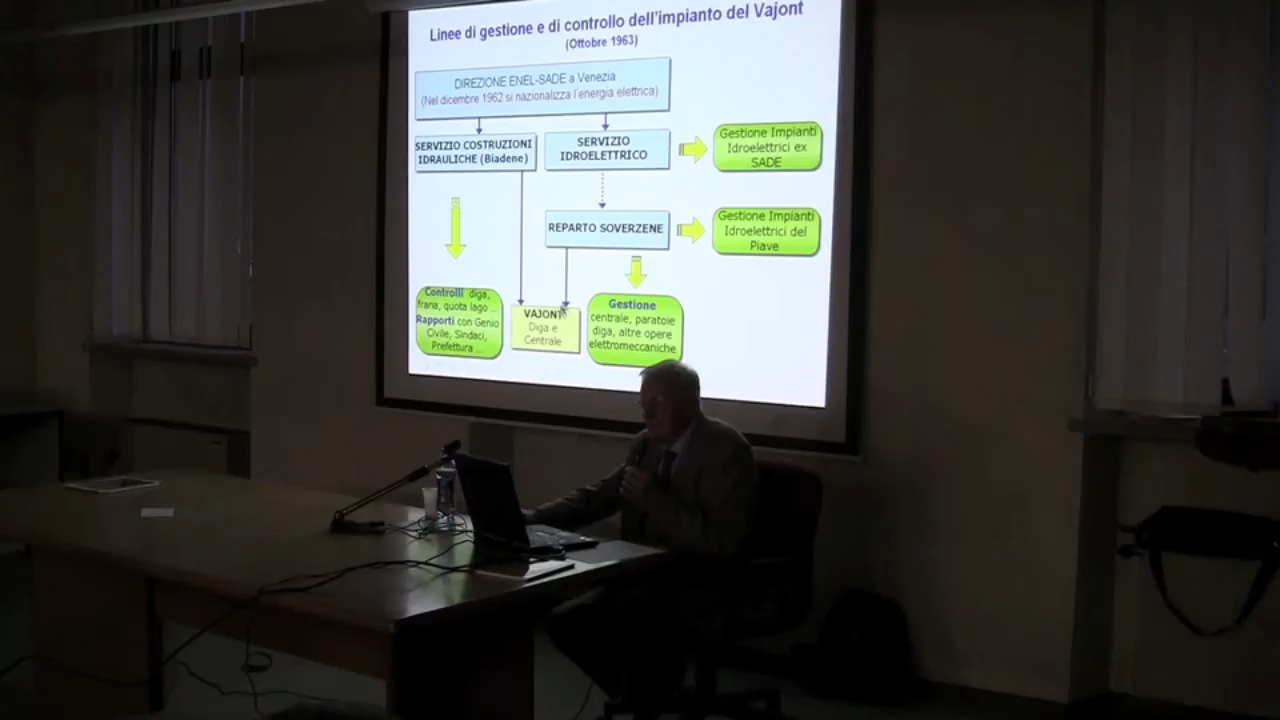 Linee di gestione e di controllo dell'impianto del Vajont
(Ottobre 1963)
DIREZIONE ENEL-SADE a Venezia
(Nel dicembre 1962 si nazionalizza l'energia elettrica)
SERVIZIO COSTRUZIONI
IDRAULICHE (Biadene)
SERVIZIO
IDROELETTRICO
Gestione Impianti
Idroelettrici ex
SADE
REPARTO SOVERZENE
Gestione Impianti
Idroelettrici del
Piave
Controlli diga,
frana, quota lago ...
Rapporti con Genio
Civile, Sindaci,
Prefettura ...
VAJONT
Diga e
Centrale
Gestione
centrale, paratoie
diga, altre opere
elettromeccaniche